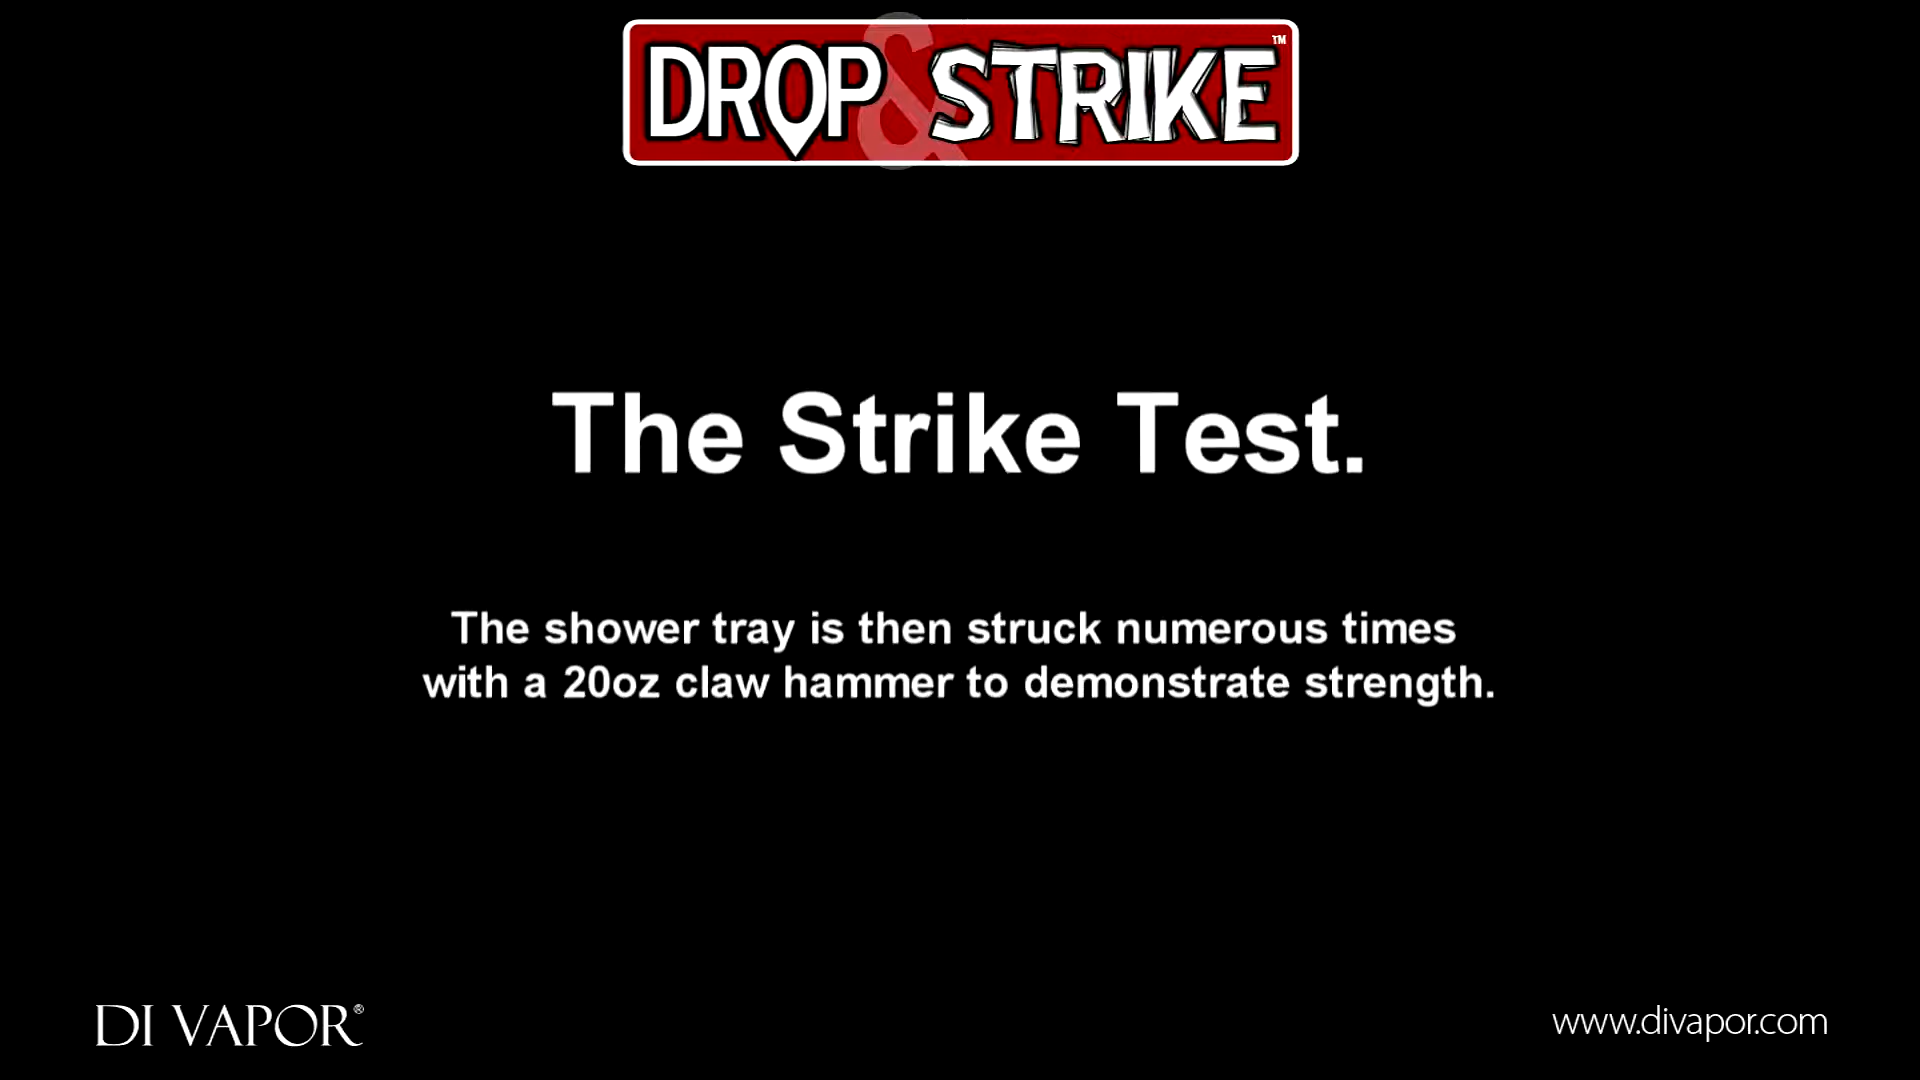 DROP & STRIKE™
The Strike Test.
The shower tray is then struck numerous times
with a 20oz claw hammer to demonstrate strength.
DI VAPOR®
www.divapor.com